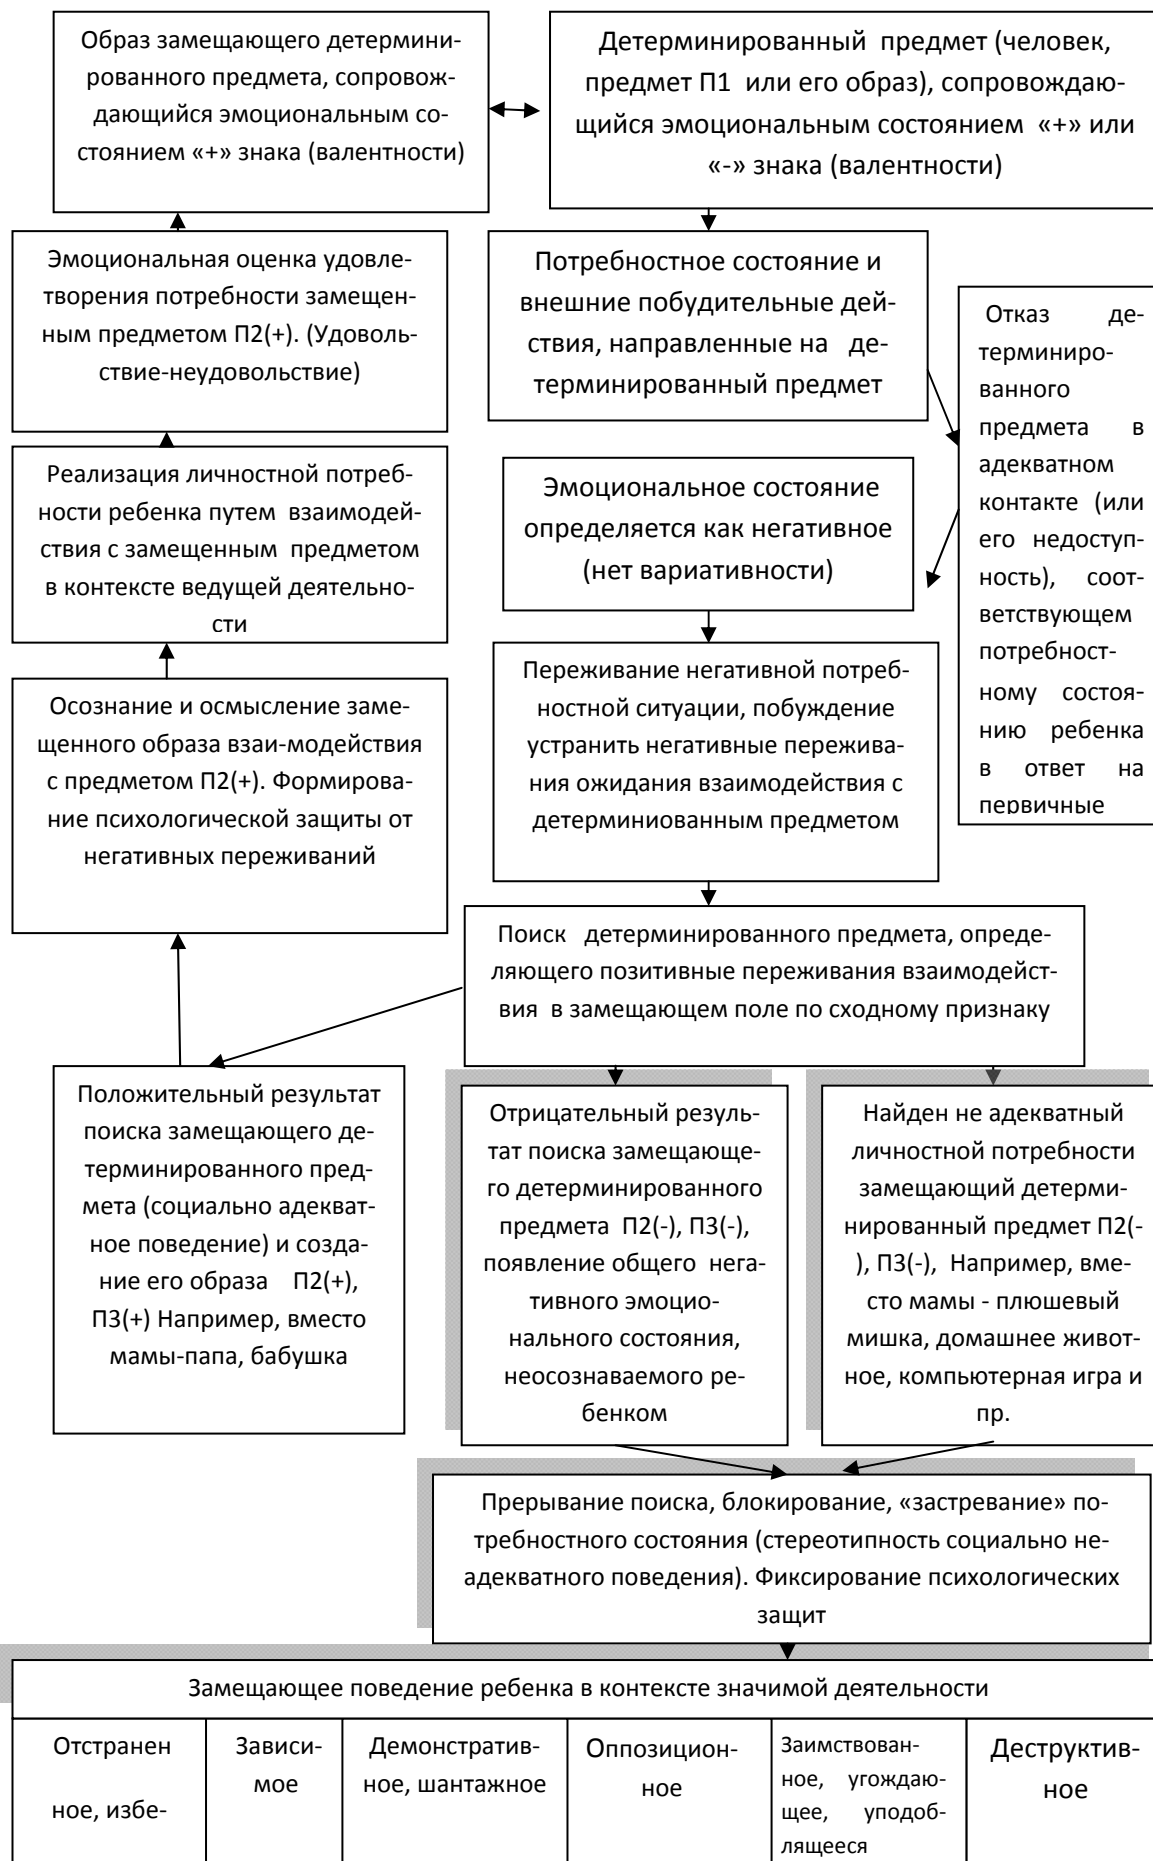 Образ замещающего детермини-
рованного предмета, сопровож-
дающийся эмоциональным со-
стоянием «+» знака (валентности)
Детерминированный предмет (человек,
предмет П1 или его образ), сопровождаю-
щийся эмоциональным состоянием «+» или
«-» знака (валентности)
Эмоциональная оценка удовле-
творения потребности замещен-
ным предметом П2(+). (Удоволь-
ствие-неудовольствие)
Потребностное состояние и
внешние побудительные дей-
ствия, направленные на де-
терминированный предмет
Отказ де-
терминиро-
ванного
предмета в
адекватном
контакте (или
его недоступ-
ность), соот-
ветствующем
потребност-
ному состоя-
нию ребенка
в ответ на
первичные
Реализация личностной потреб-
ности ребенка путем взаимодей-
ствия с замещенным предметом
в контексте ведущей деятельно-
сти
Эмоциональное состояние
определяется как негативное
(нет вариативности)
Осознание и осмысление заме-
щенного образа взаи-модействия
с предметом П2(+). Формирова-
ние психологической защиты от
негативных переживаний
Переживание негативной потреб-
ностной ситуации, побуждение
устранить негативные пережива-
ния ожидания взаимодействия с
детерминиованным предметом
Поиск детерминированного предмета, опреде-
ляющего позитивные переживания взаимодейст-
вия в замещающем поле по сходному признаку
Положительный результат
поиска замещающего де-
терминированного пред-
мета (социально адекват-
ное поведение) и созда-
ние его образа П2(+),
П3(+) Например, вместо
мамы-папа, бабушка
Отрицательный резуль-
тат поиска замещающе-
го детерминированного
предмета П2(-), П3(-),
появление общего нега-
тивного эмоцио-
нального состояния,
неосознаваемого ре-
бенком
Найден не адекватный
личностной потребности
замещающий детерми-
нированный предмет П2(-
), П3(-), Например, вме-
сто мамы - плюшевый
мишка, домашнее живот-
ное, компьютерная игра и
пр.
Прерывание поиска, блокирование, «застревание» по-
требностного состояния (стереотипность социально не-
адекватного поведения). Фиксирование психологических
защит
Замещающее поведение ребенка в контексте значимой деятельности
Отстранен
ное, избе-
Зависи-
мое
Демонстратив-
ное, шантажное
Оппозицион-
ное
Заимствован-
ное, угождаю-
щее, уподоб-
лящееся
Деструктив-
ное